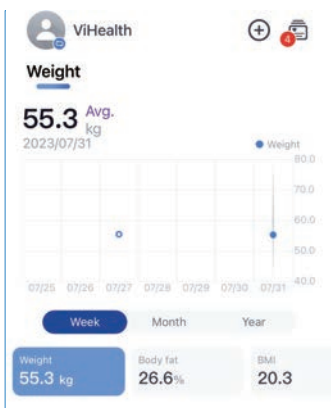 ViHealth
4
Weight
55.3 Avg. kg
2023/07/31
Weight
80.0
70.0
60.0
50.0
40.0
07/25 07/26 07/27 07/28 07/29 07/30 07/31
Week Month Year
Weight Body fat BMI
55.3 kg 26.6% 20.3